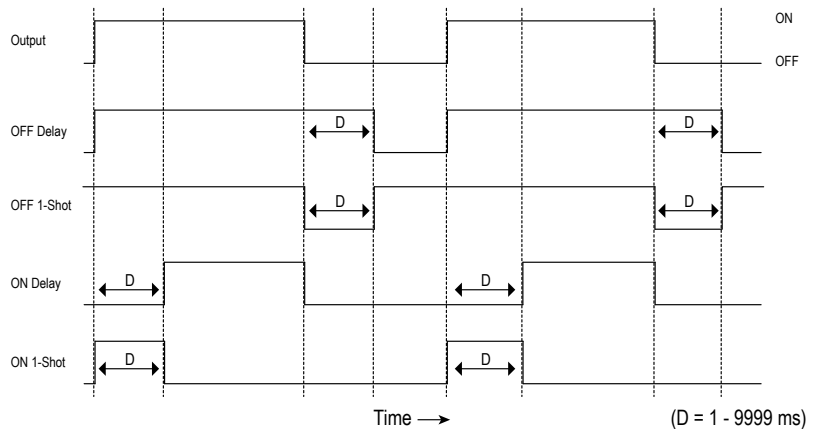 Output
ON
OFF
OFF Delay
D
D
OFF 1-Shot
D
D
ON Delay
D
D
ON 1-Shot
D
D
Time
(D = 1 - 9999 ms)